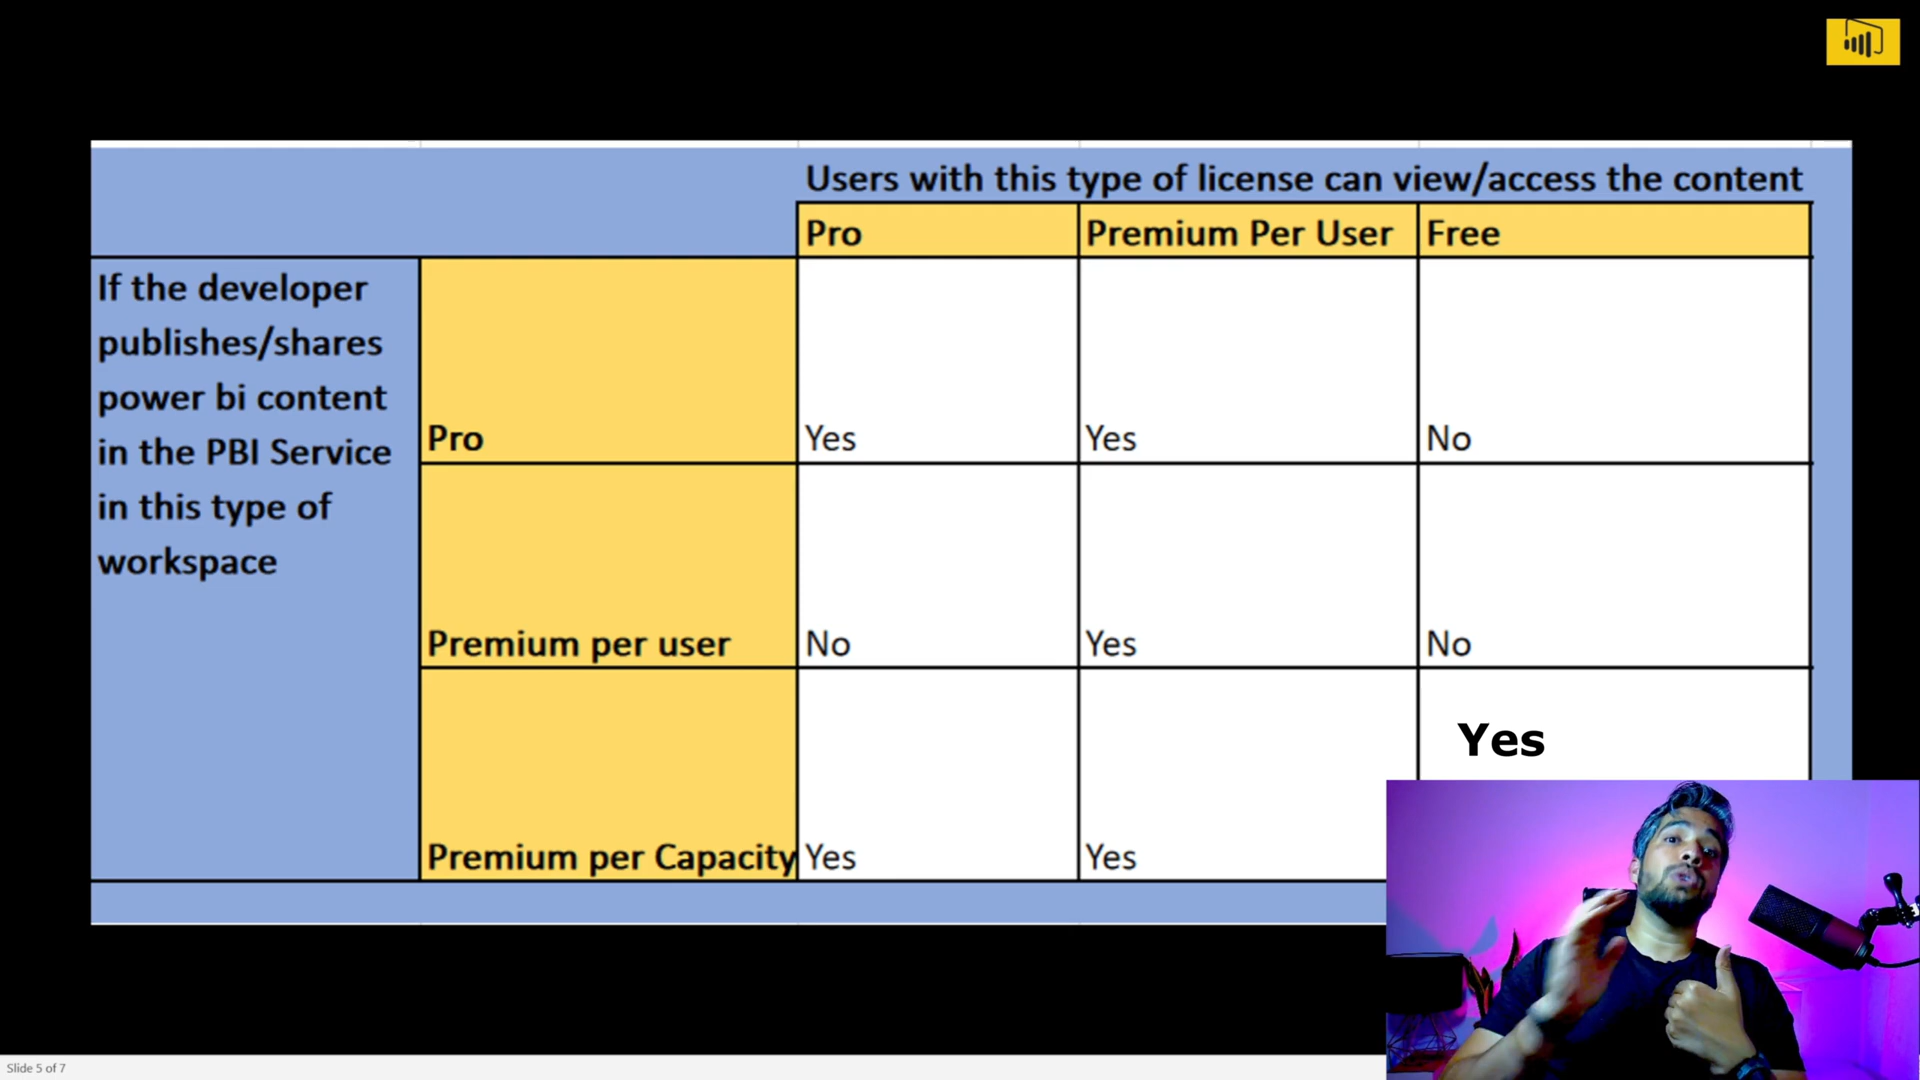 Users with this type of license can view/access the content
Pro Premium Per User Free
If the developer
publishes/shares
power bi content
in the PBI Service
in this type of
workspace
Pro Yes Yes No
Premium per user No Yes No
Yes
Premium per Capacity Yes Yes
Slide 5 of 7